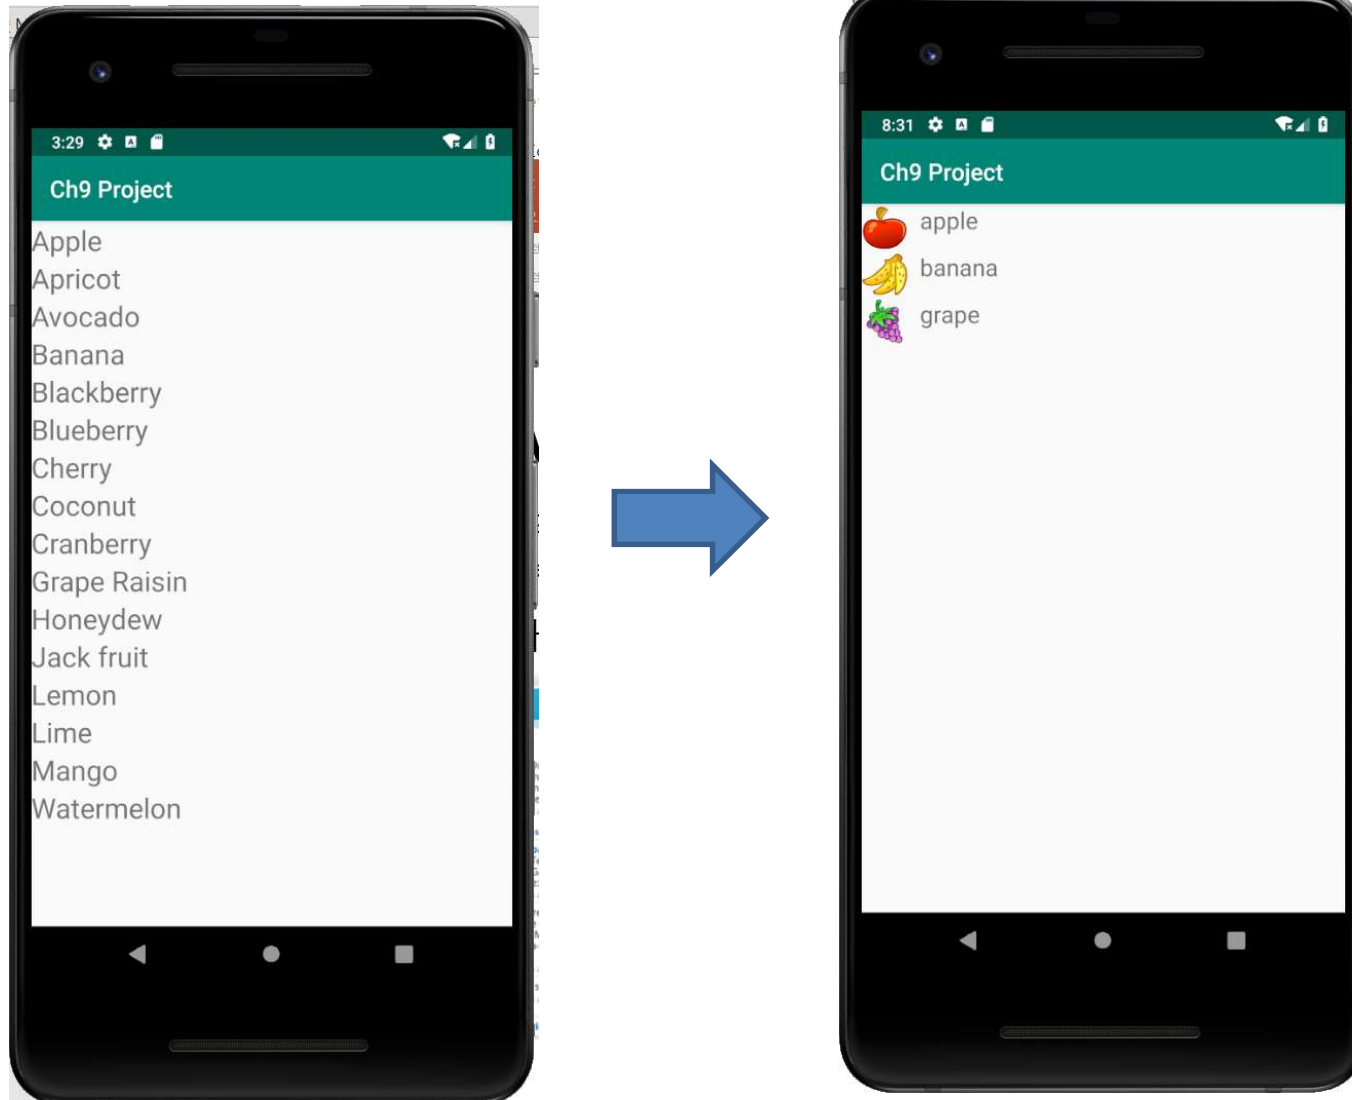 3:29
Ch9 Project
Apple
Apricot
Avocado
Banana
Blackberry
Blueberry
Cherry
Coconut
Cranberry
Grape Raisin
Honeydew
Jack fruit
Lemon
Lime
Mango
Watermelon
8:31
Ch9 Project
apple
banana
grape